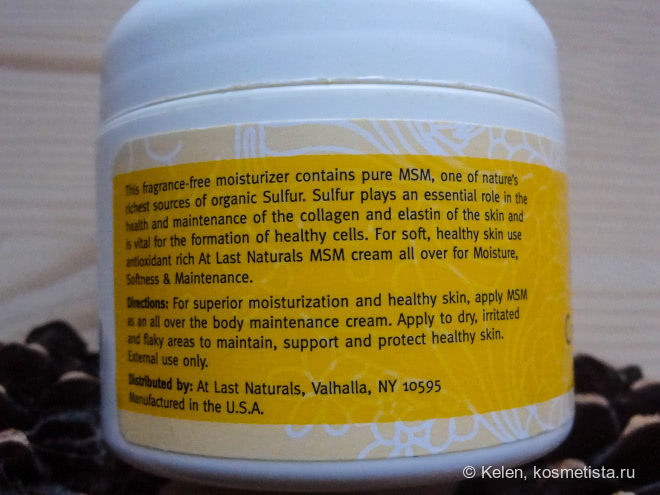 This fragrance-free moisturizer contains pure MSM, one of nature's
richest sources of organic Sulfur. Sulfur plays an essential role in the
health and maintenance of the collagen and elastin of the skin and
is vital for the formation of healthy cells. For soft, healthy skin use
antioxidant rich At Last Naturals MSM cream all over for Moisture,
Softness & Maintenance.
Directions: For superior moisturization and healthy skin, apply MSM
as an all over the body maintenance cream. Apply to dry, irritated
and flaky areas to maintain, support and protect healthy skin.
External use only.
Distributed by: At Last Naturals, Valhalla, NY 10595
Manufactured in the U.S.A.
© Kelen, kosmetista.ru